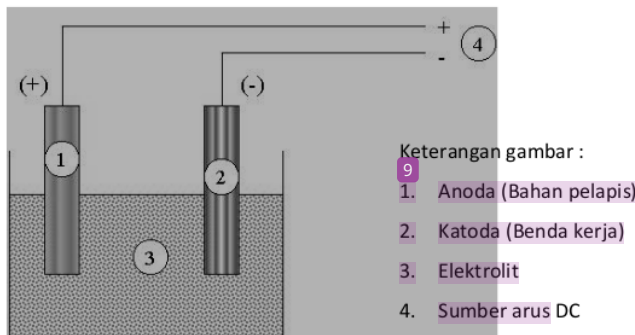 +
4
-
(+)
(-)
1
2
3
Keterangan gambar :
9
1. Anoda (Bahan pelapis)
2. Katoda (Benda kerja)
3. Elektrolit
4. Sumber arus DC